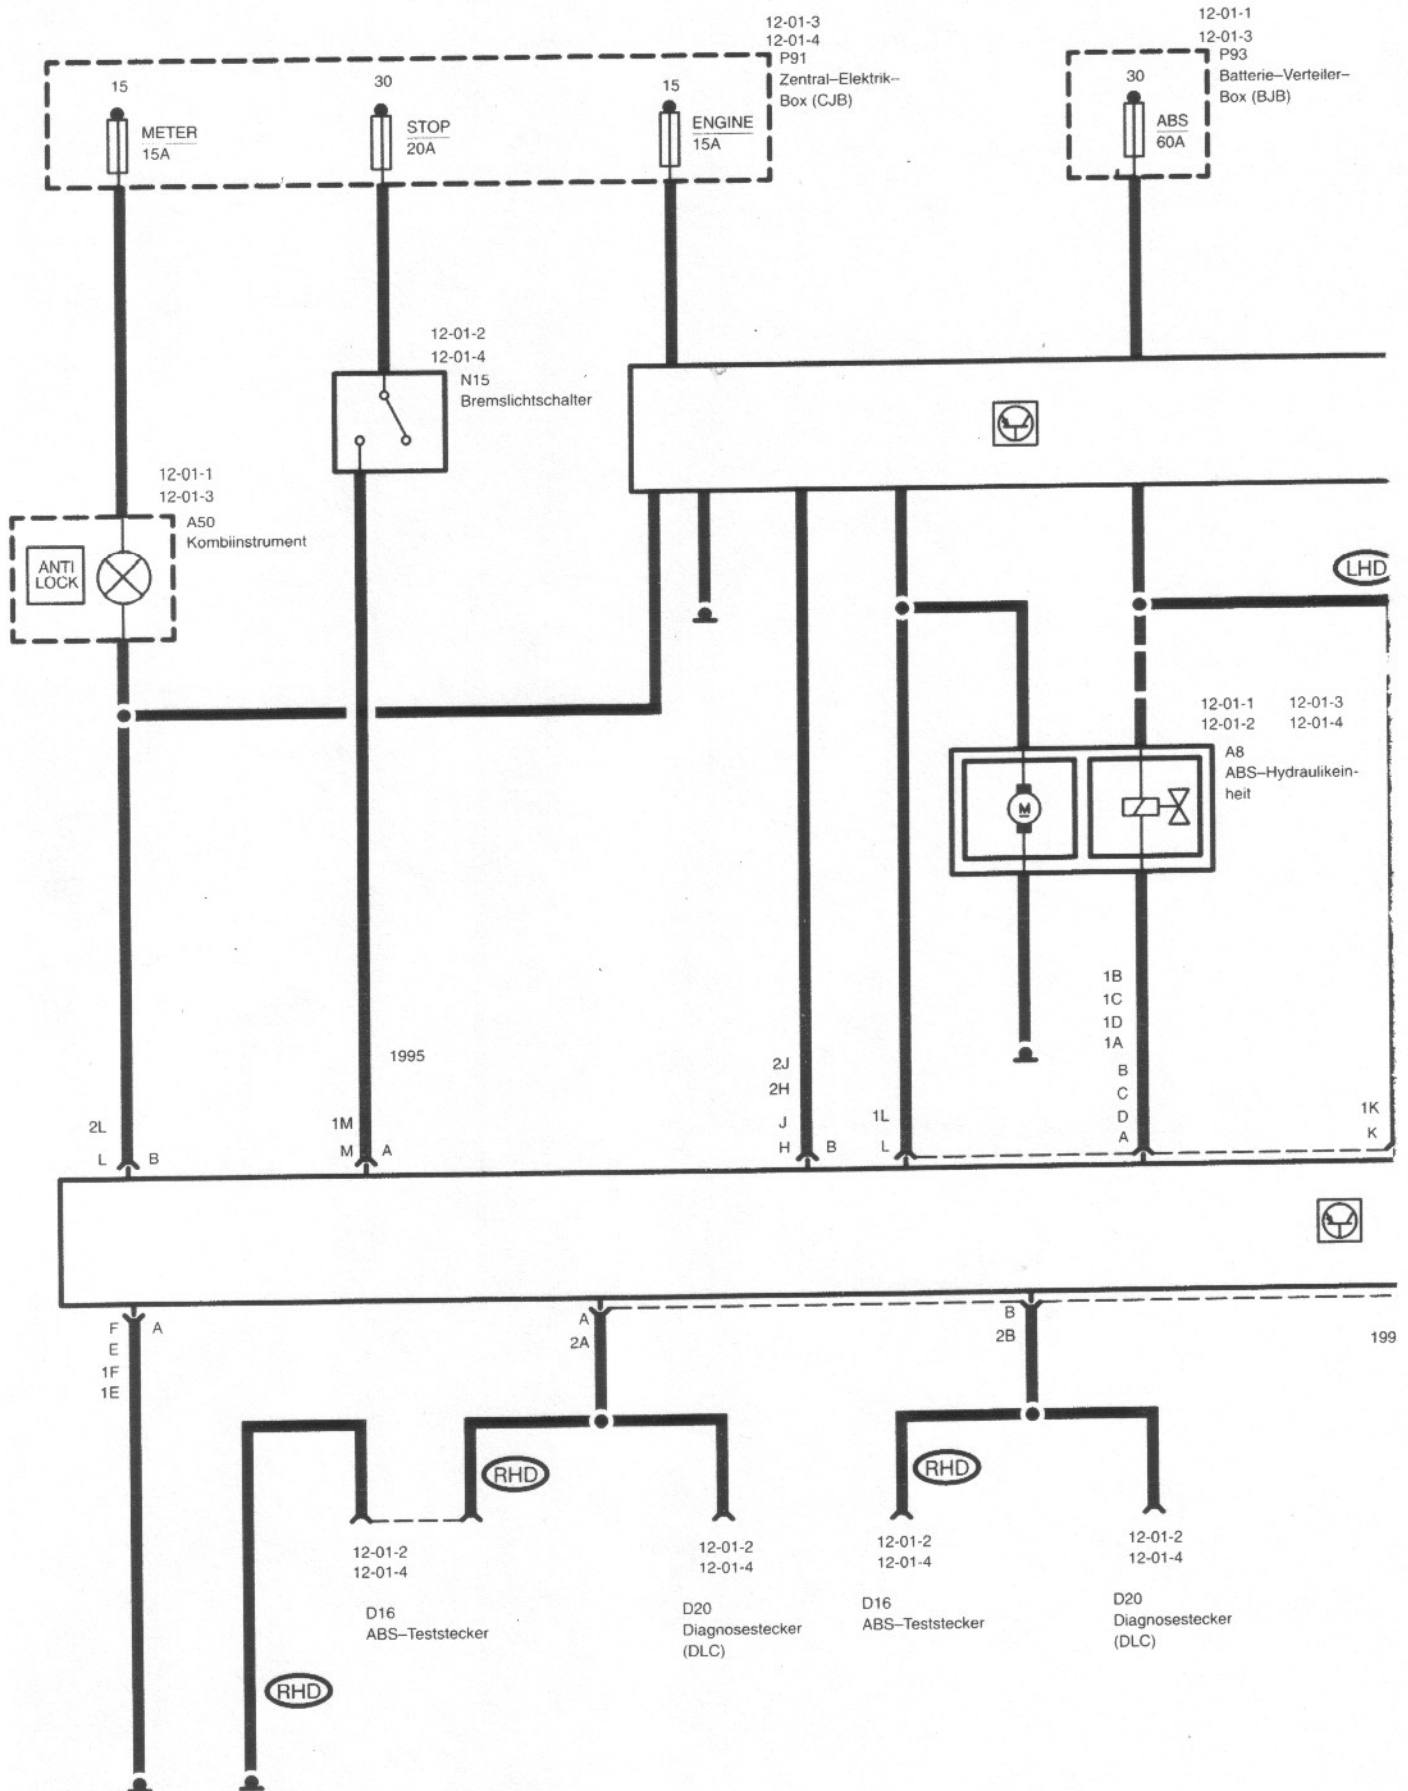 12-01-3
12-01-4
P91
Zentral–Elektrik–
Box (CJB)
12-01-1
12-01-3
P93
Batterie–Verteiler–
Box (BJB)
15
METER
15A
30
STOP
20A
15
ENGINE
15A
30
ABS
60A
12-01-2
12-01-4
N15
Bremslichtschalter
12-01-1
12-01-3
A50
Kombiinstrument
ANTI
LOCK
LHD
12-01-1 12-01-3
12-01-2 12-01-4
A8
ABS–Hydraulikein-
heit
M
1B
1C
1D
1A
B
C
D
A
1995
2L
L B
1M
M A
2J
2H
J
H B
1L
L
1K
K
F A
E
1F
1E
A
2A
B
2B
199
RHD
RHD
12-01-2
12-01-4
D16
ABS–Teststecker
12-01-2
12-01-4
D20
Diagnosestecker
(DLC)
12-01-2
12-01-4
D16
ABS–Teststecker
12-01-2
12-01-4
D20
Diagnosestecker
(DLC)
RHD